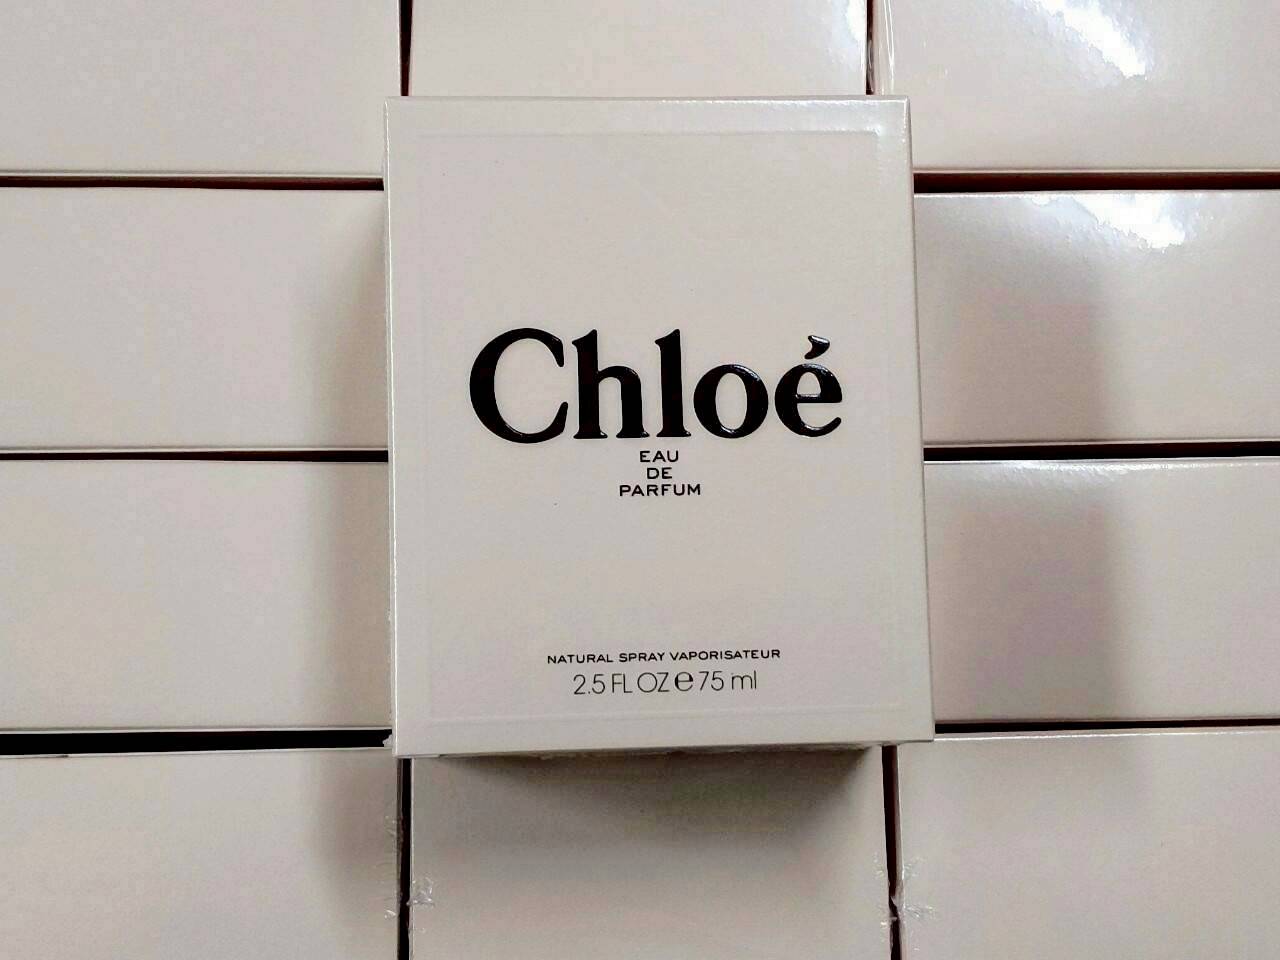 Chloé
EAU
DE
PARFUM
NATURAL SPRAY VAPORISATEUR
2.5 FL OZ ℮ 75 ml